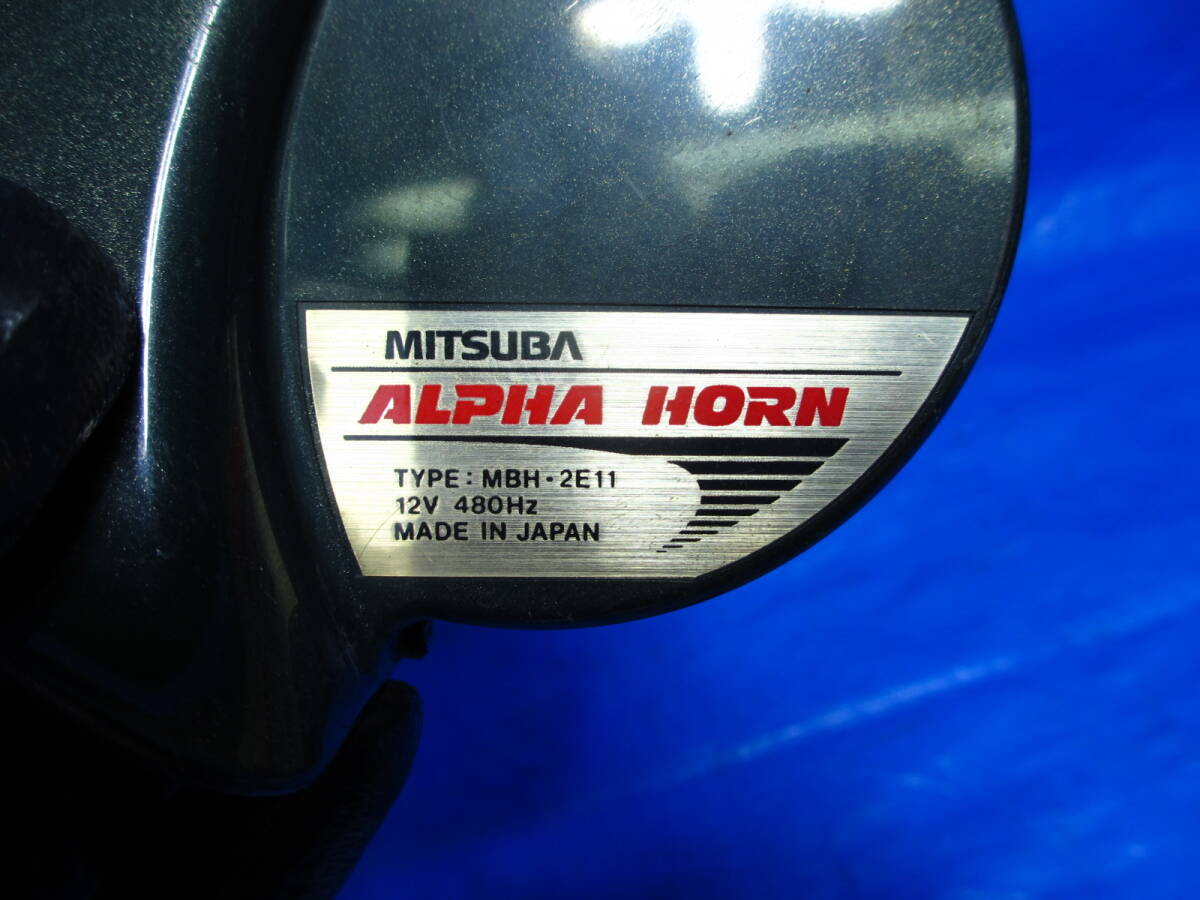 MITSUBA
ALPHA HORN
TYPE: MBH-2E11
12V 480Hz
MADE IN JAPAN